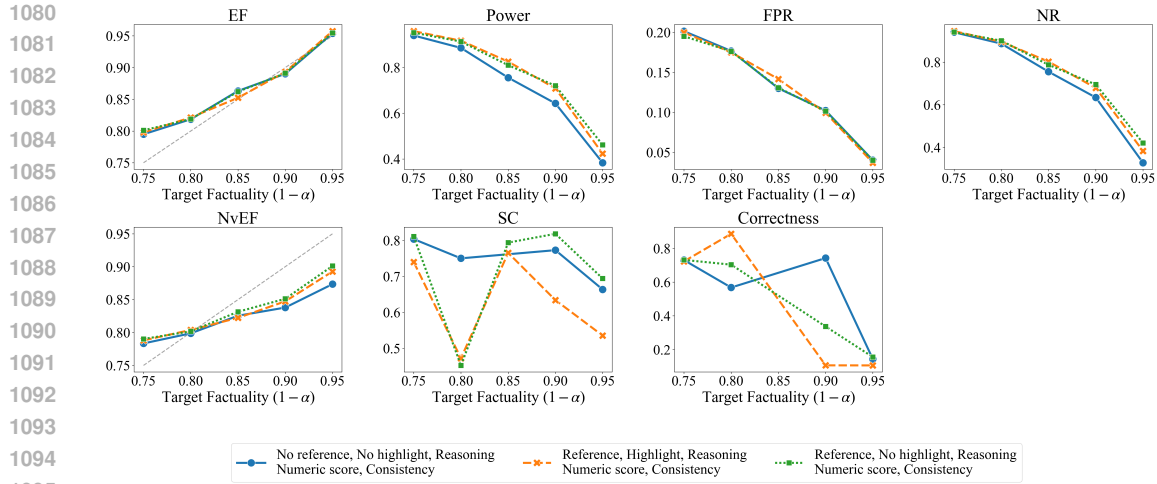 1080
1081
1082
1083
1084
1085
1086
1087
1088
1089
1090
1091
1092
1093
1094
EF
0.95
0.90
0.85
0.80
0.75
0.75 0.80 0.85 0.90 0.95
Target Factuality (1 − α)
Power
0.8
0.6
0.4
0.75 0.80 0.85 0.90 0.95
Target Factuality (1 − α)
FPR
0.20
0.15
0.10
0.05
0.75 0.80 0.85 0.90 0.95
Target Factuality (1 − α)
NR
0.8
0.6
0.4
0.75 0.80 0.85 0.90 0.95
Target Factuality (1 − α)
NvEF
0.95
0.90
0.85
0.80
0.75
0.75 0.80 0.85 0.90 0.95
Target Factuality (1 − α)
SC
0.8
0.7
0.6
0.5
0.75 0.80 0.85 0.90 0.95
Target Factuality (1 − α)
Correctness
0.8
0.6
0.4
0.2
0.75 0.80 0.85 0.90 0.95
Target Factuality (1 − α)
No reference, No highlight, Reasoning
Numeric score, Consistency
Reference, Highlight, Reasoning
Numeric score, Consistency
Reference, No highlight, Reasoning
Numeric score, Consistency